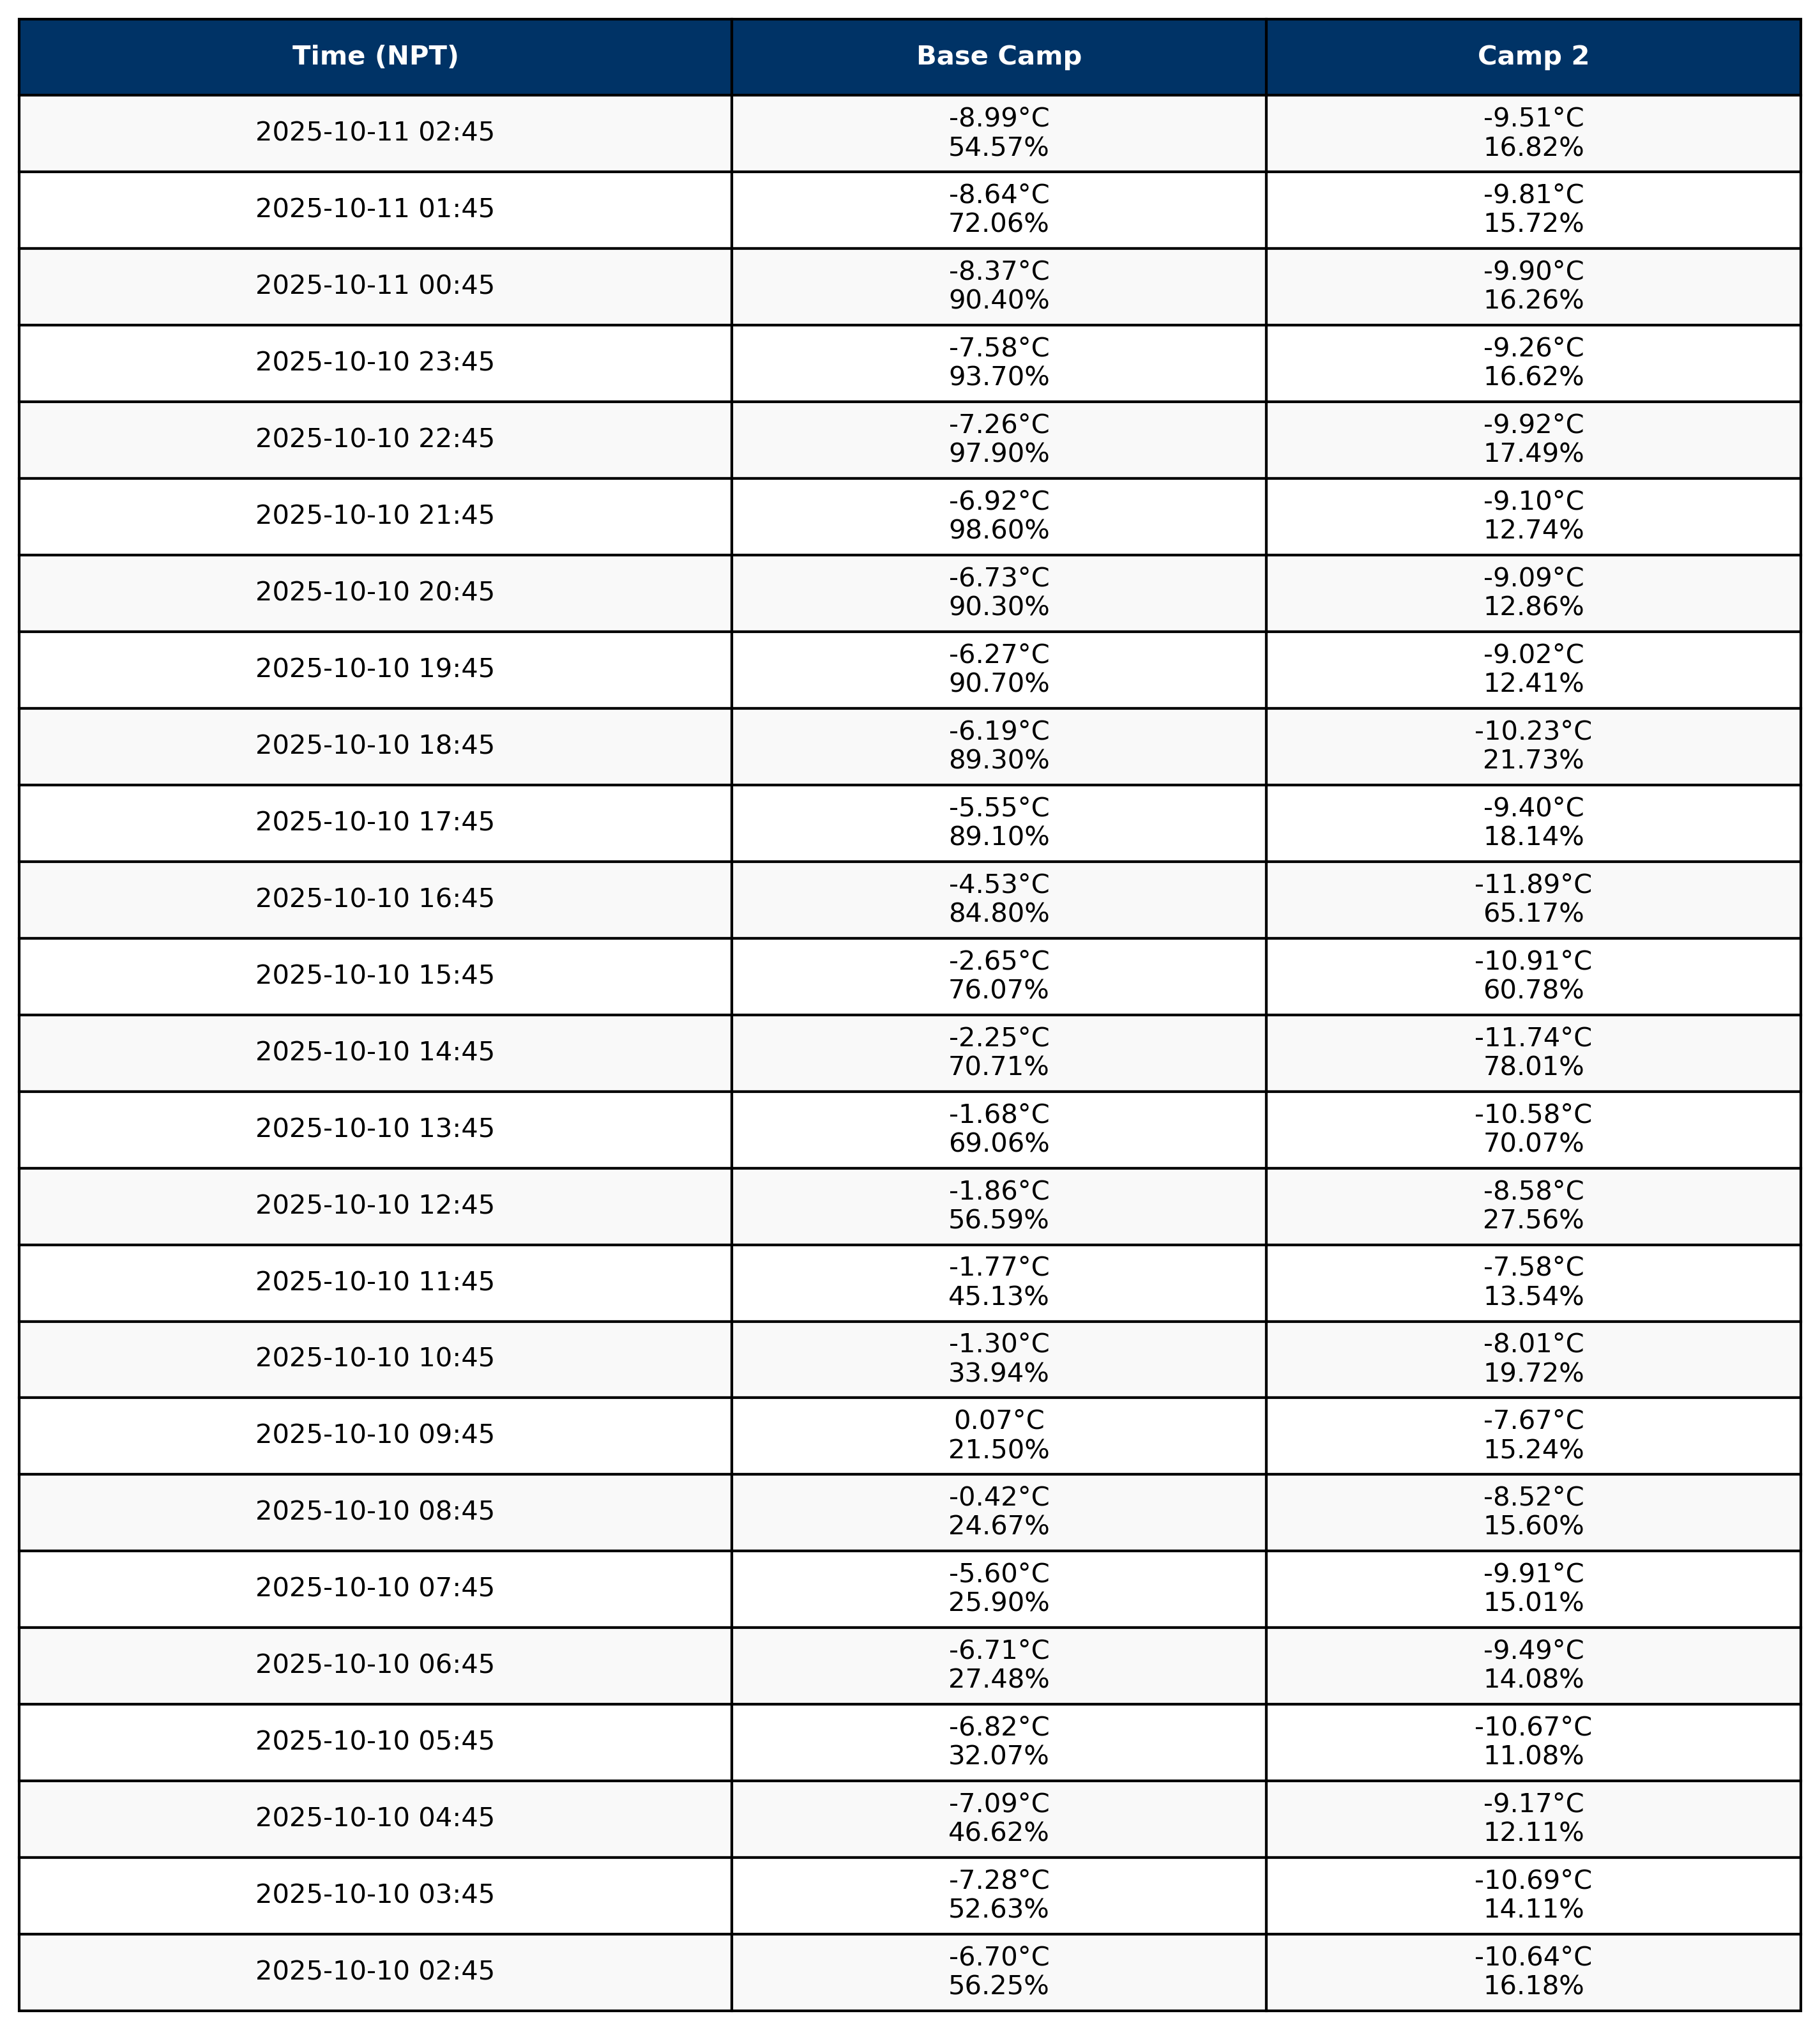 Time (NPT) Base Camp Camp 2
2025-10-11 02:45 -8.99°C -9.51°C
54.57% 16.82%
2025-10-11 01:45 -8.64°C -9.81°C
72.06% 15.72%
2025-10-11 00:45 -8.37°C -9.90°C
90.40% 16.26%
2025-10-10 23:45 -7.58°C -9.26°C
93.70% 16.62%
2025-10-10 22:45 -7.26°C -9.92°C
97.90% 17.49%
2025-10-10 21:45 -6.92°C -9.10°C
98.60% 12.74%
2025-10-10 20:45 -6.73°C -9.09°C
90.30% 12.86%
2025-10-10 19:45 -6.27°C -9.02°C
90.70% 12.41%
2025-10-10 18:45 -6.19°C -10.23°C
89.30% 21.73%
2025-10-10 17:45 -5.55°C -9.40°C
89.10% 18.14%
2025-10-10 16:45 -4.53°C -11.89°C
84.80% 65.17%
2025-10-10 15:45 -2.65°C -10.91°C
76.07% 60.78%
2025-10-10 14:45 -2.25°C -11.74°C
70.71% 78.01%
2025-10-10 13:45 -1.68°C -10.58°C
69.06% 70.07%
2025-10-10 12:45 -1.86°C -8.58°C
56.59% 27.56%
2025-10-10 11:45 -1.77°C -7.58°C
45.13% 13.54%
2025-10-10 10:45 -1.30°C -8.01°C
33.94% 19.72%
2025-10-10 09:45 0.07°C -7.67°C
21.50% 15.24%
2025-10-10 08:45 -0.42°C -8.52°C
24.67% 15.60%
2025-10-10 07:45 -5.60°C -9.91°C
25.90% 15.01%
2025-10-10 06:45 -6.71°C -9.49°C
27.48% 14.08%
2025-10-10 05:45 -6.82°C -10.67°C
32.07% 11.08%
2025-10-10 04:45 -7.09°C -9.17°C
46.62% 12.11%
2025-10-10 03:45 -7.28°C -10.69°C
52.63% 14.11%
2025-10-10 02:45 -6.70°C -10.64°C
56.25% 16.18%